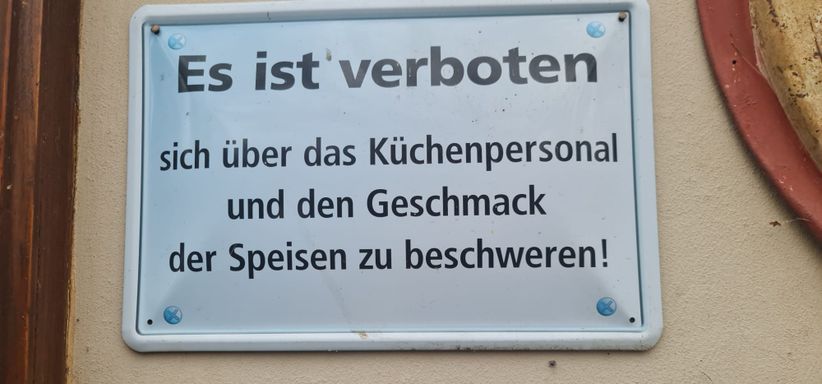 Es ist verboten
sich über das Küchenpersonal
und den Geschmack
der Speisen zu beschweren!